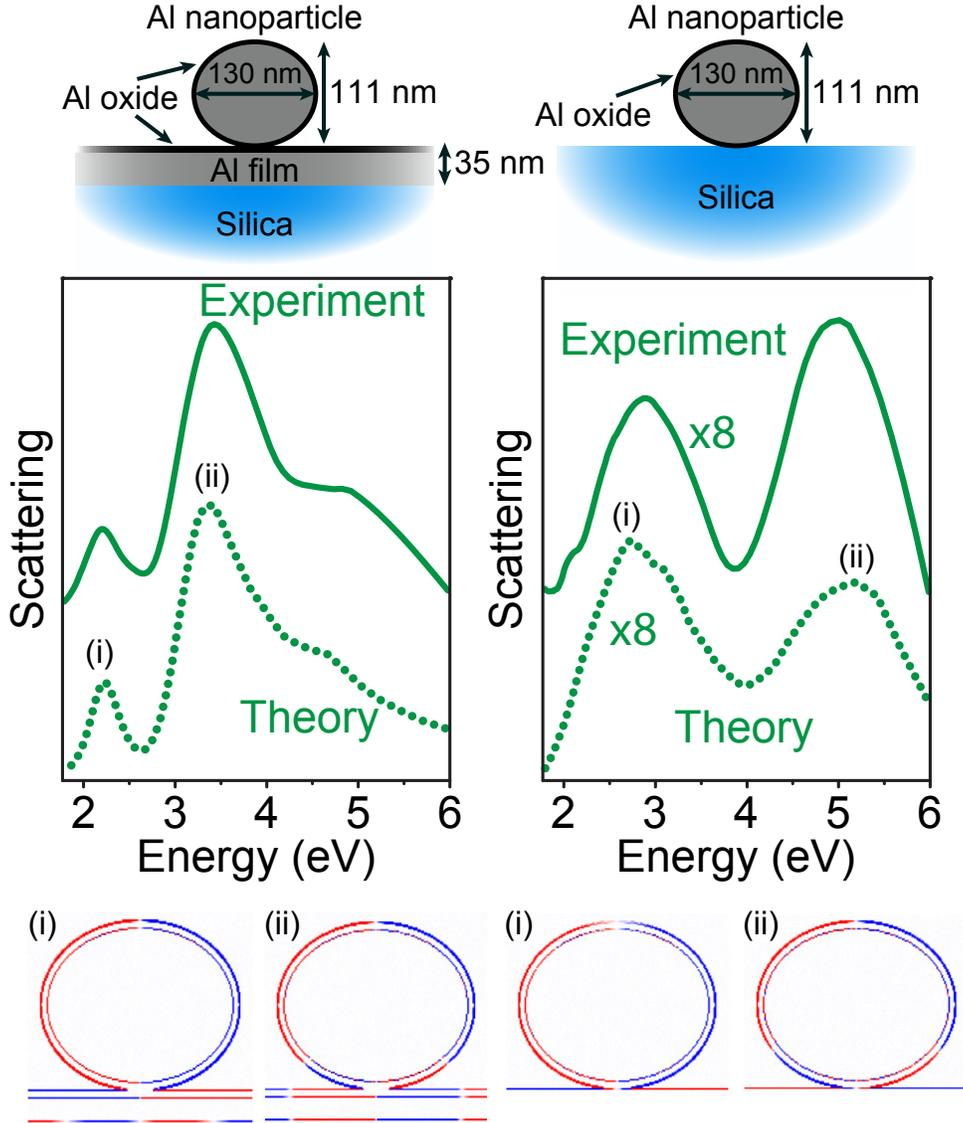 Al nanoparticle
130 nm
111 nm
Al oxide
Al film
35 nm
Silica
Al nanoparticle
130 nm
111 nm
Al oxide
Silica
Experiment
(ii)
(i)
Theory
Scattering
2 3 4 5 6
Energy (eV)
Experiment
x8
(i)
(ii)
x8
Theory
Scattering
2 3 4 5 6
Energy (eV)
(i)
(ii)
(i)
(ii)